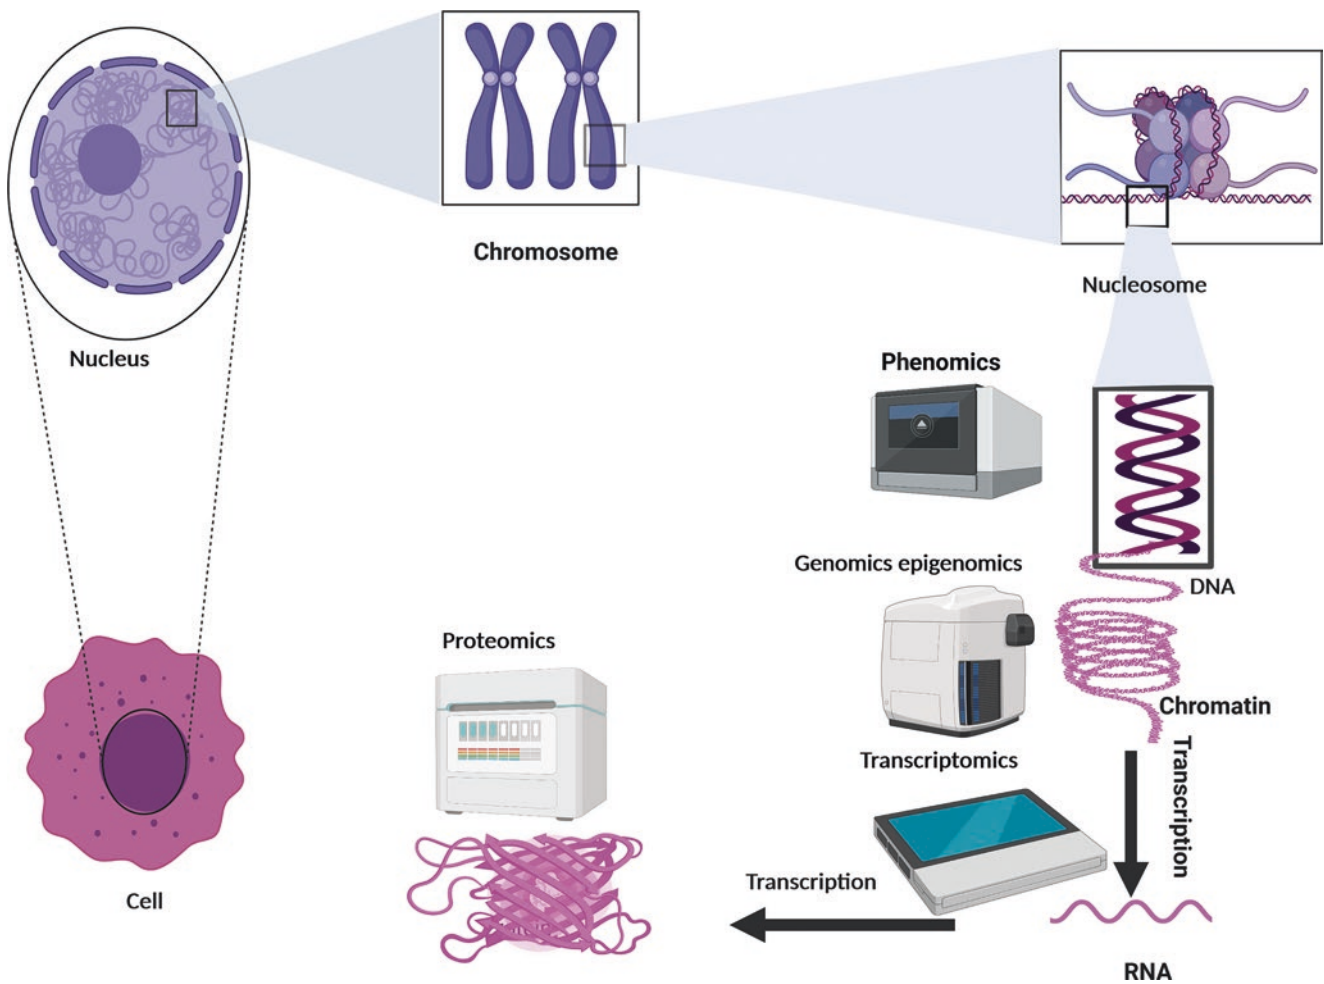 Chromosome
Nucleosome
Nucleus
Phenomics
Genomics epigenomics
DNA
Proteomics
Chromatin
Transcriptomics
Transcription
Transcription
Cell
RNA